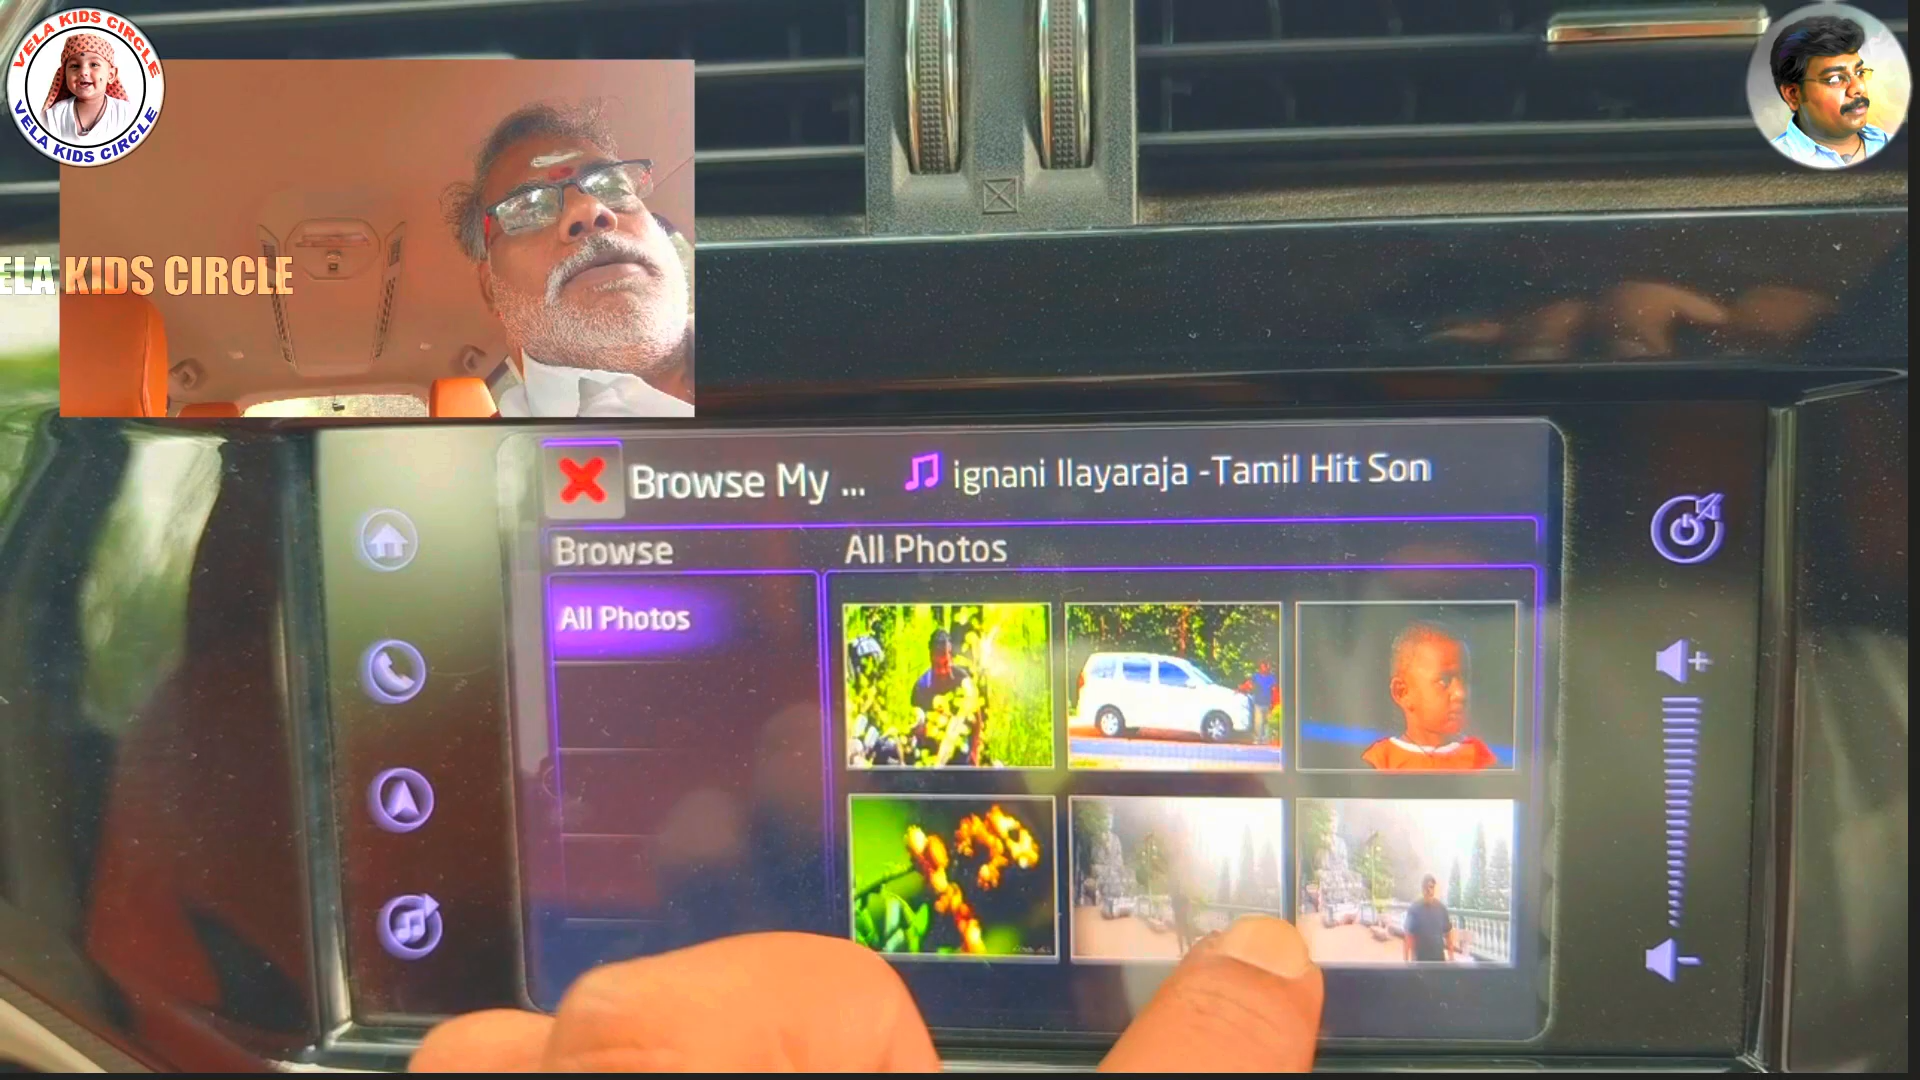 VELA KIDS CIRCLE
VELA KIDS CIRCLE
ELA KIDS CIRCLE
Browse My ...
ignani Ilayaraja -Tamil Hit Son
Browse
All Photos
All Photos